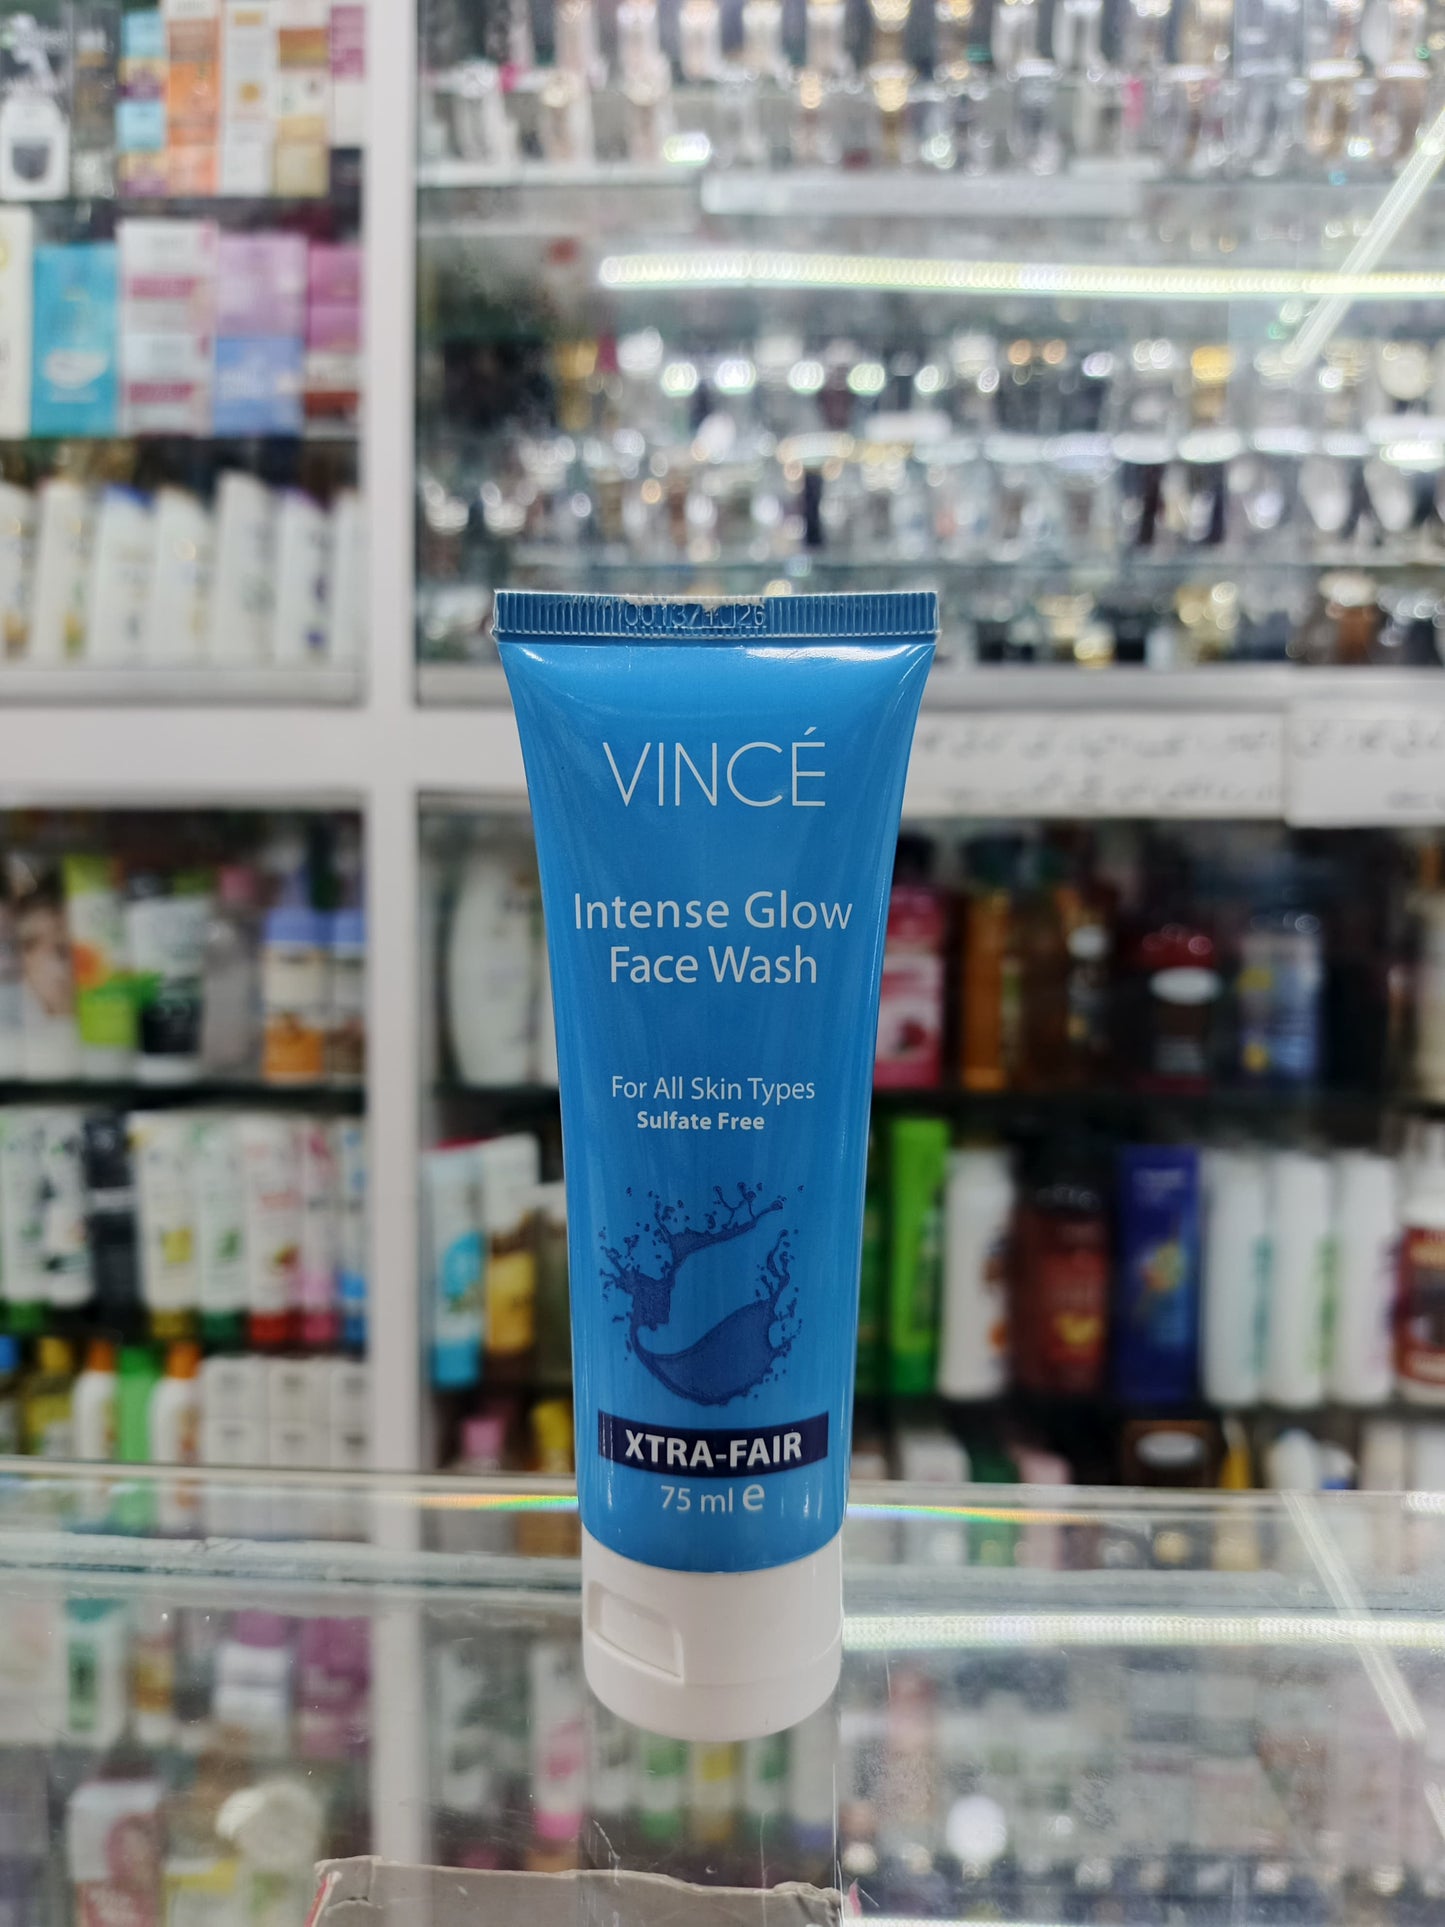 VINCÉ
Intense Glow
Face Wash
For All Skin Types
Sulfate Free
XTRA-FAIR
75 ml e